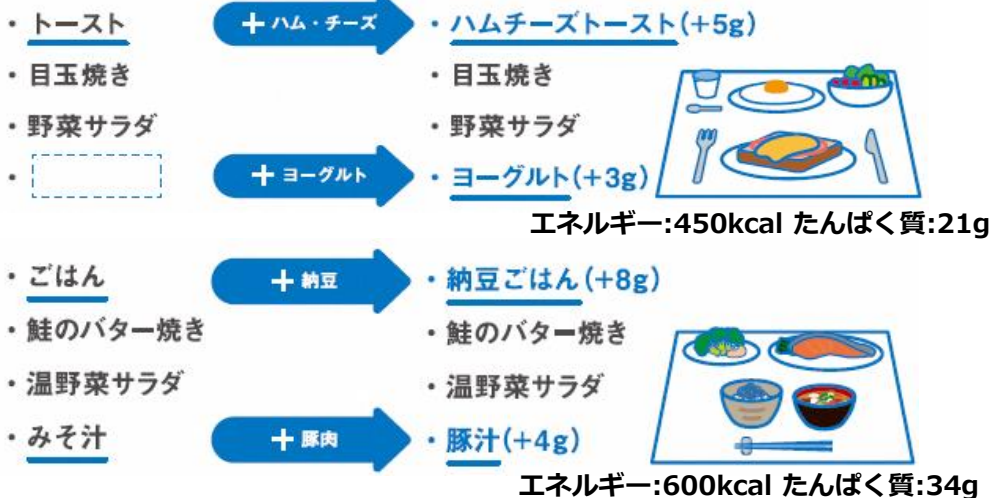 ・トースト ＋ハム・チーズ ・ハムチーズトースト(+5g)
・目玉焼き ・目玉焼き
・野菜サラダ ・野菜サラダ
・ ＋ヨーグルト ・ヨーグルト(+3g)
エネルギー:450kcal たんぱく質:21g
・ごはん ＋納豆 ・納豆ごはん(+8g)
・鮭のバター焼き ・鮭のバター焼き
・温野菜サラダ ・温野菜サラダ
・みそ汁 ＋豚肉 ・豚汁(+4g)
エネルギー:600kcal たんぱく質:34g